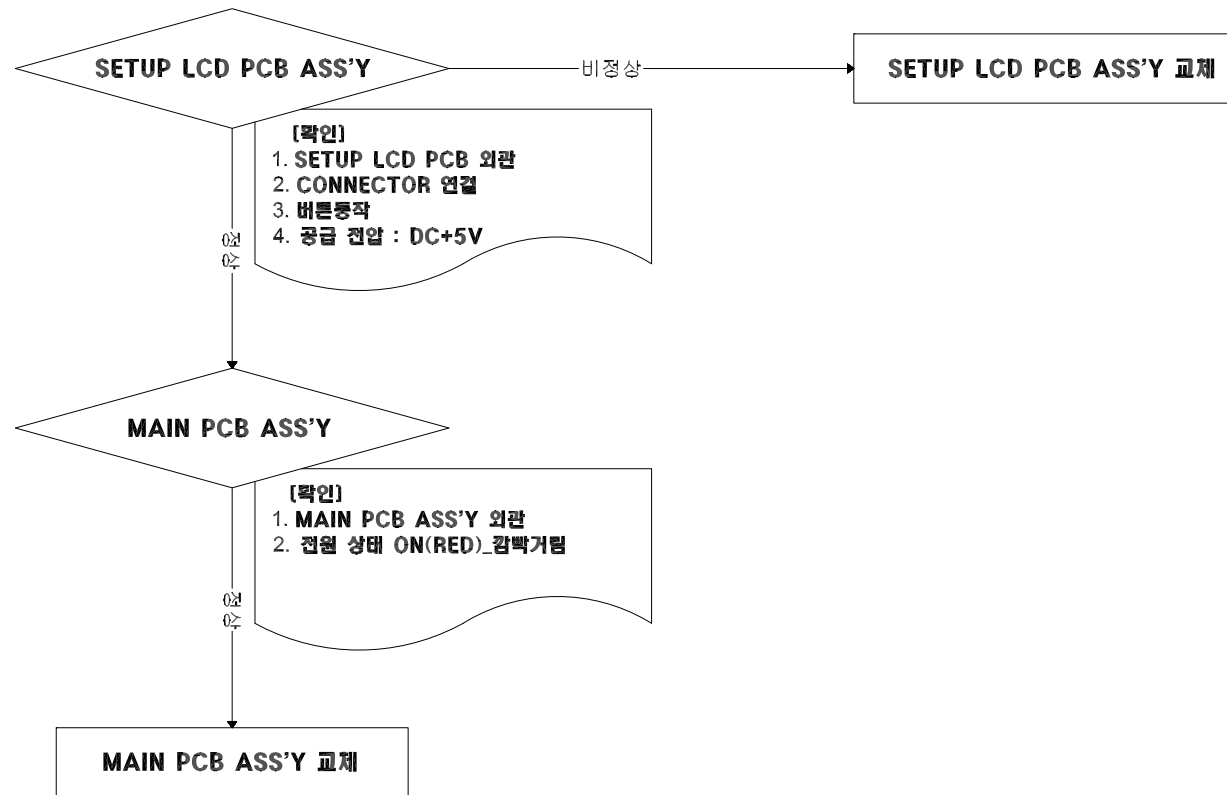 SETUP LCD PCB ASS'Y
비정상
SETUP LCD PCB ASS'Y 교체
[확인]
1. SETUP LCD PCB 외관
2. CONNECTOR 연결
3. 버튼동작
4. 공급 전압 : DC+5V
정상
MAIN PCB ASS'Y
[확인]
1. MAIN PCB ASS'Y 외관
2. 전원 상태 ON(RED)_깜빡거림
정상
MAIN PCB ASS'Y 교체